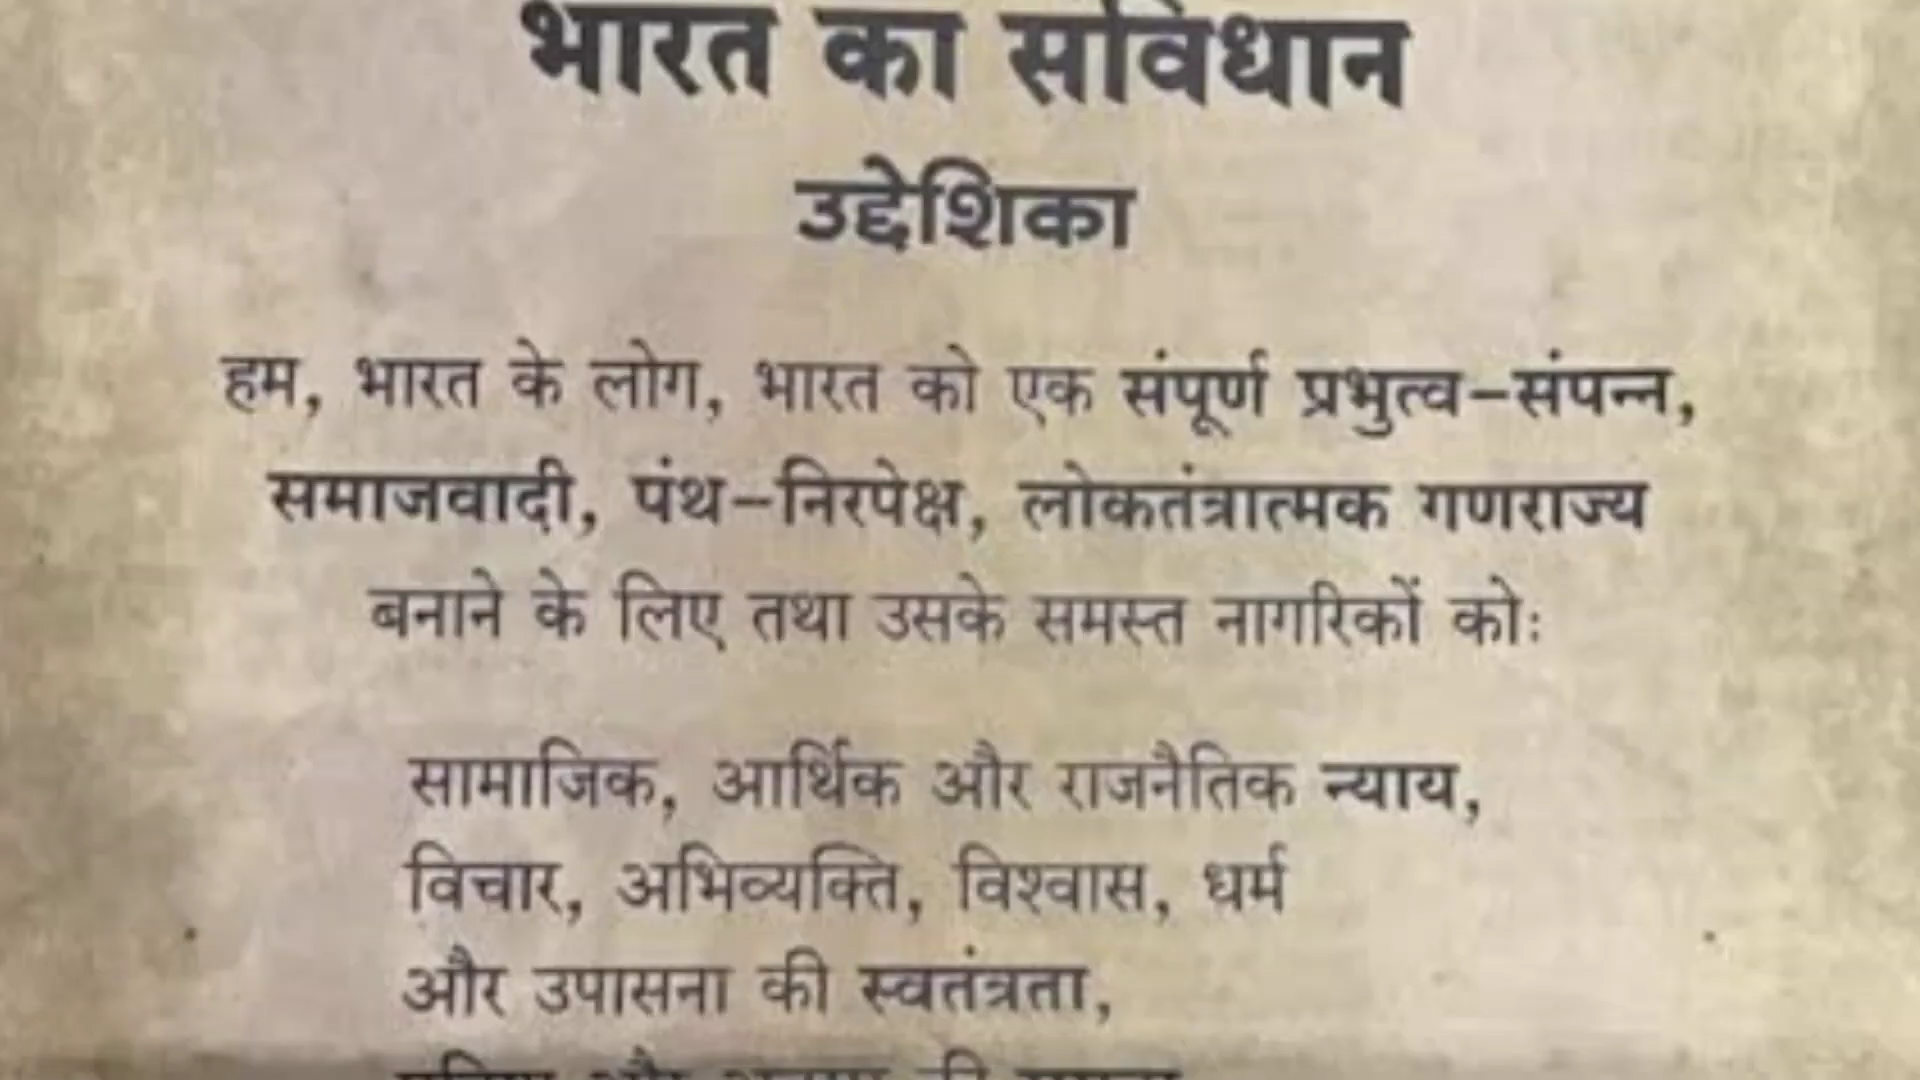 भारत का संविधान
उद्देशिका
हम, भारत के लोग, भारत को एक संपूर्ण प्रभुत्व-संपन्न,
समाजवादी, पंथ-निरपेक्ष, लोकतंत्रात्मक गणराज्य
बनाने के लिए तथा उसके समस्त नागरिकों को:
सामाजिक, आर्थिक और राजनैतिक न्याय,
विचार, अभिव्यक्ति, विश्वास, धर्म
और उपासना की स्वतंत्रता,